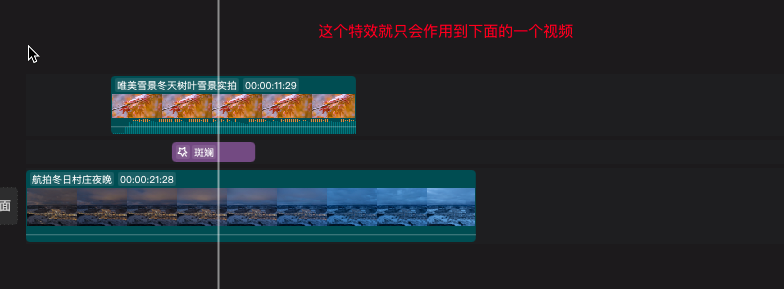 这个特效就只会作用到下面的一个视频
唯美雪景冬天树叶雪景实拍 00:00:11:29
斑斓
航拍冬日村庄夜晚 00:00:21:28
面